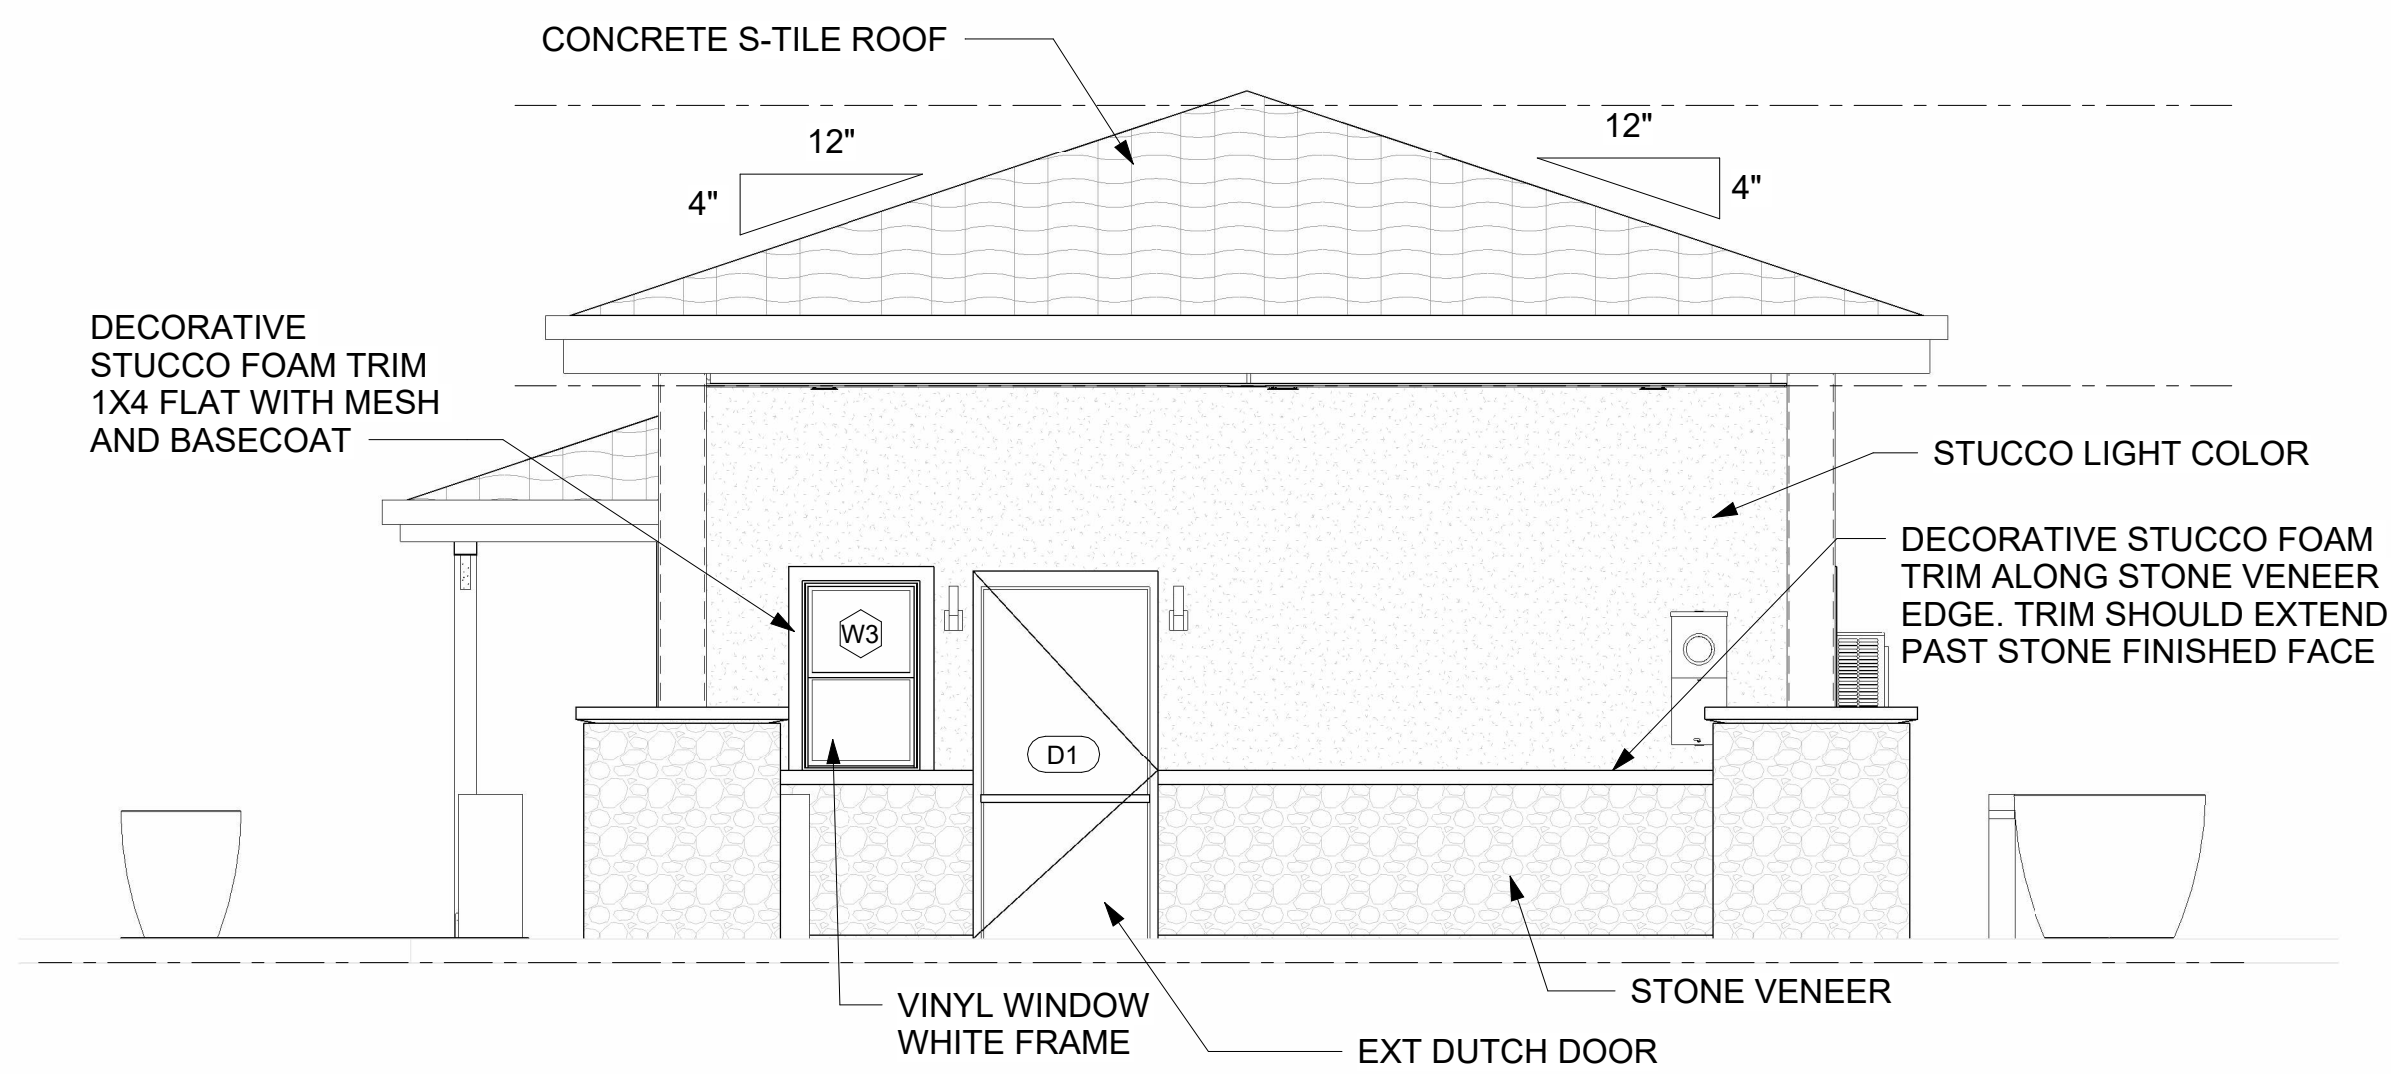 CONCRETE S-TILE ROOF
12"
4"
12"
4"
DECORATIVE
STUCCO FOAM TRIM
1X4 FLAT WITH MESH
AND BASECOAT
STUCCO LIGHT COLOR
DECORATIVE STUCCO FOAM
TRIM ALONG STONE VENEER
EDGE. TRIM SHOULD EXTEND
PAST STONE FINISHED FACE
W3
D1
VINYL WINDOW
WHITE FRAME
EXT DUTCH DOOR
STONE VENEER